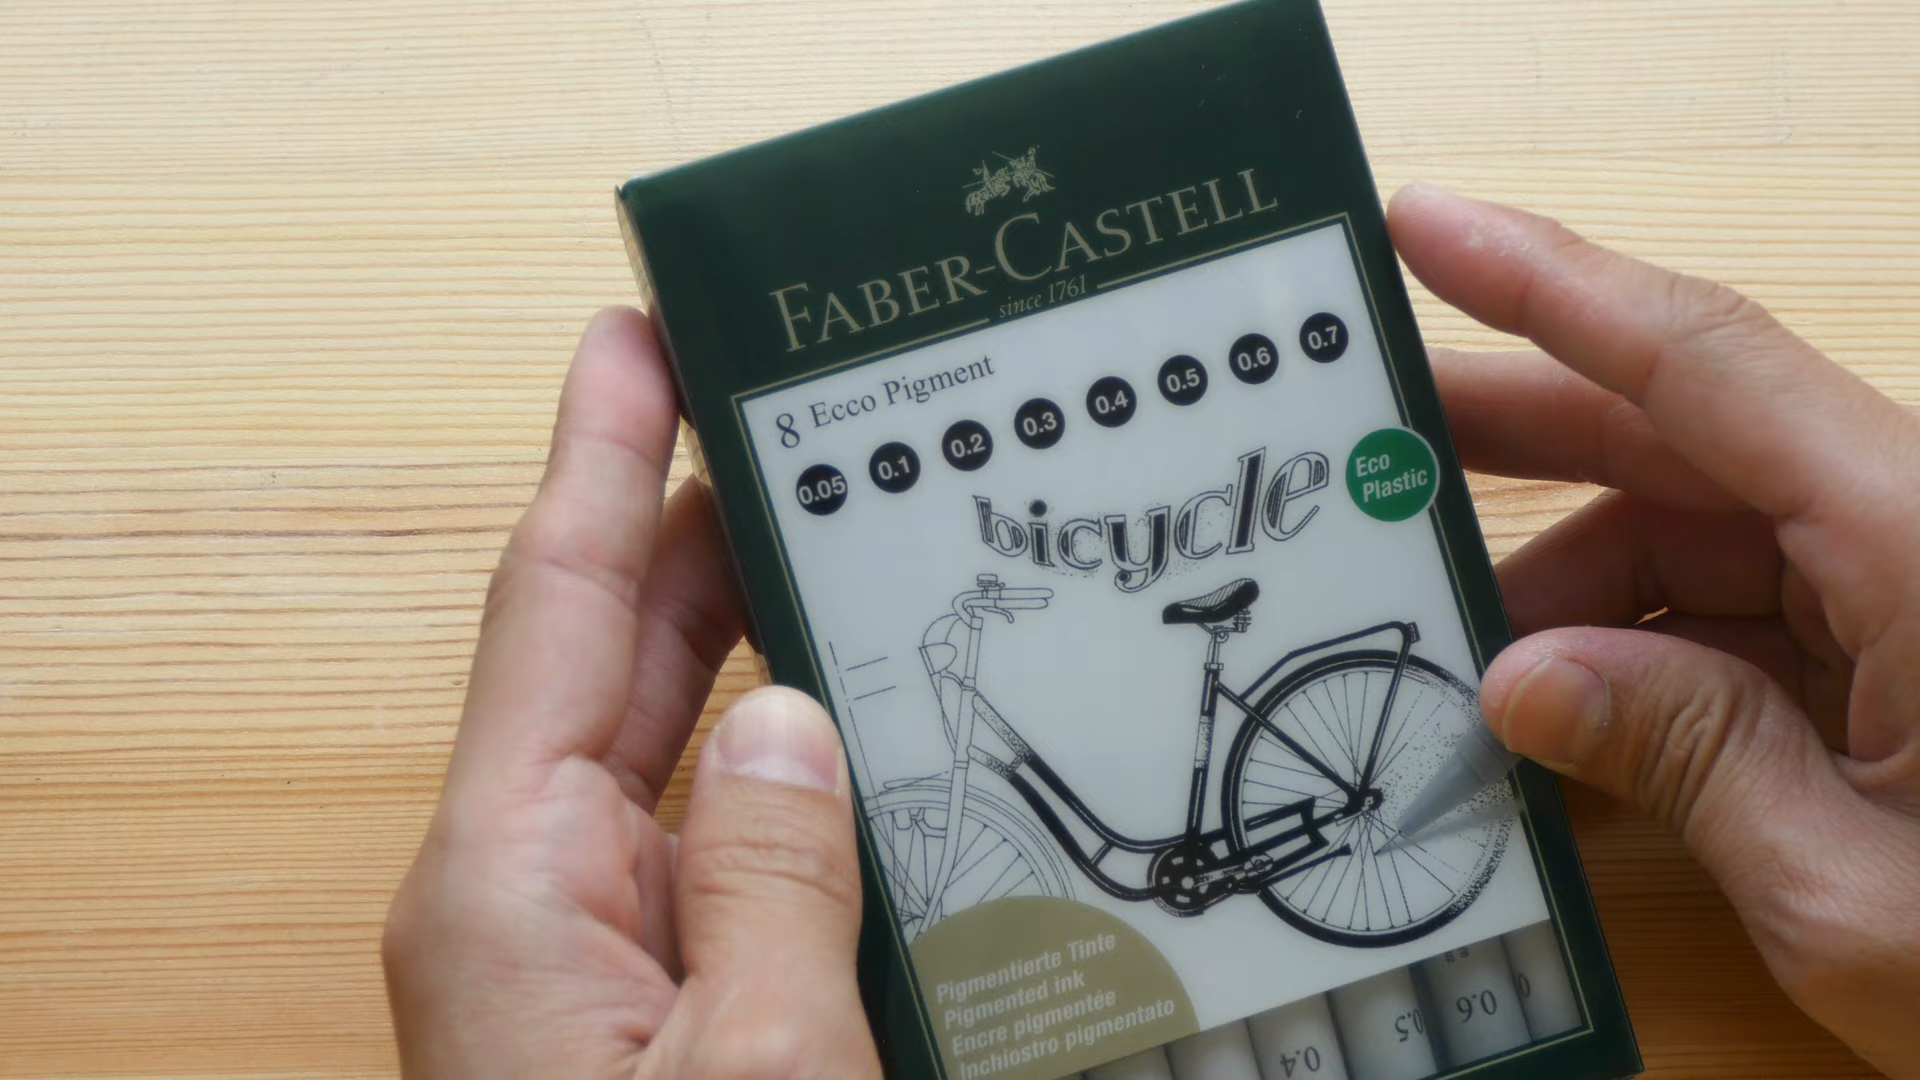 FABER-CASTELL
since 1761
8 Ecco Pigment
0.05 0.1 0.2 0.3 0.4 0.5 0.6 0.7
bicycle
Eco
Plastic
Pigmentierte Tinte
Pigmented ink
Encre pigmentée
Inchiostro pigmentato
0.4
0.5
0.6